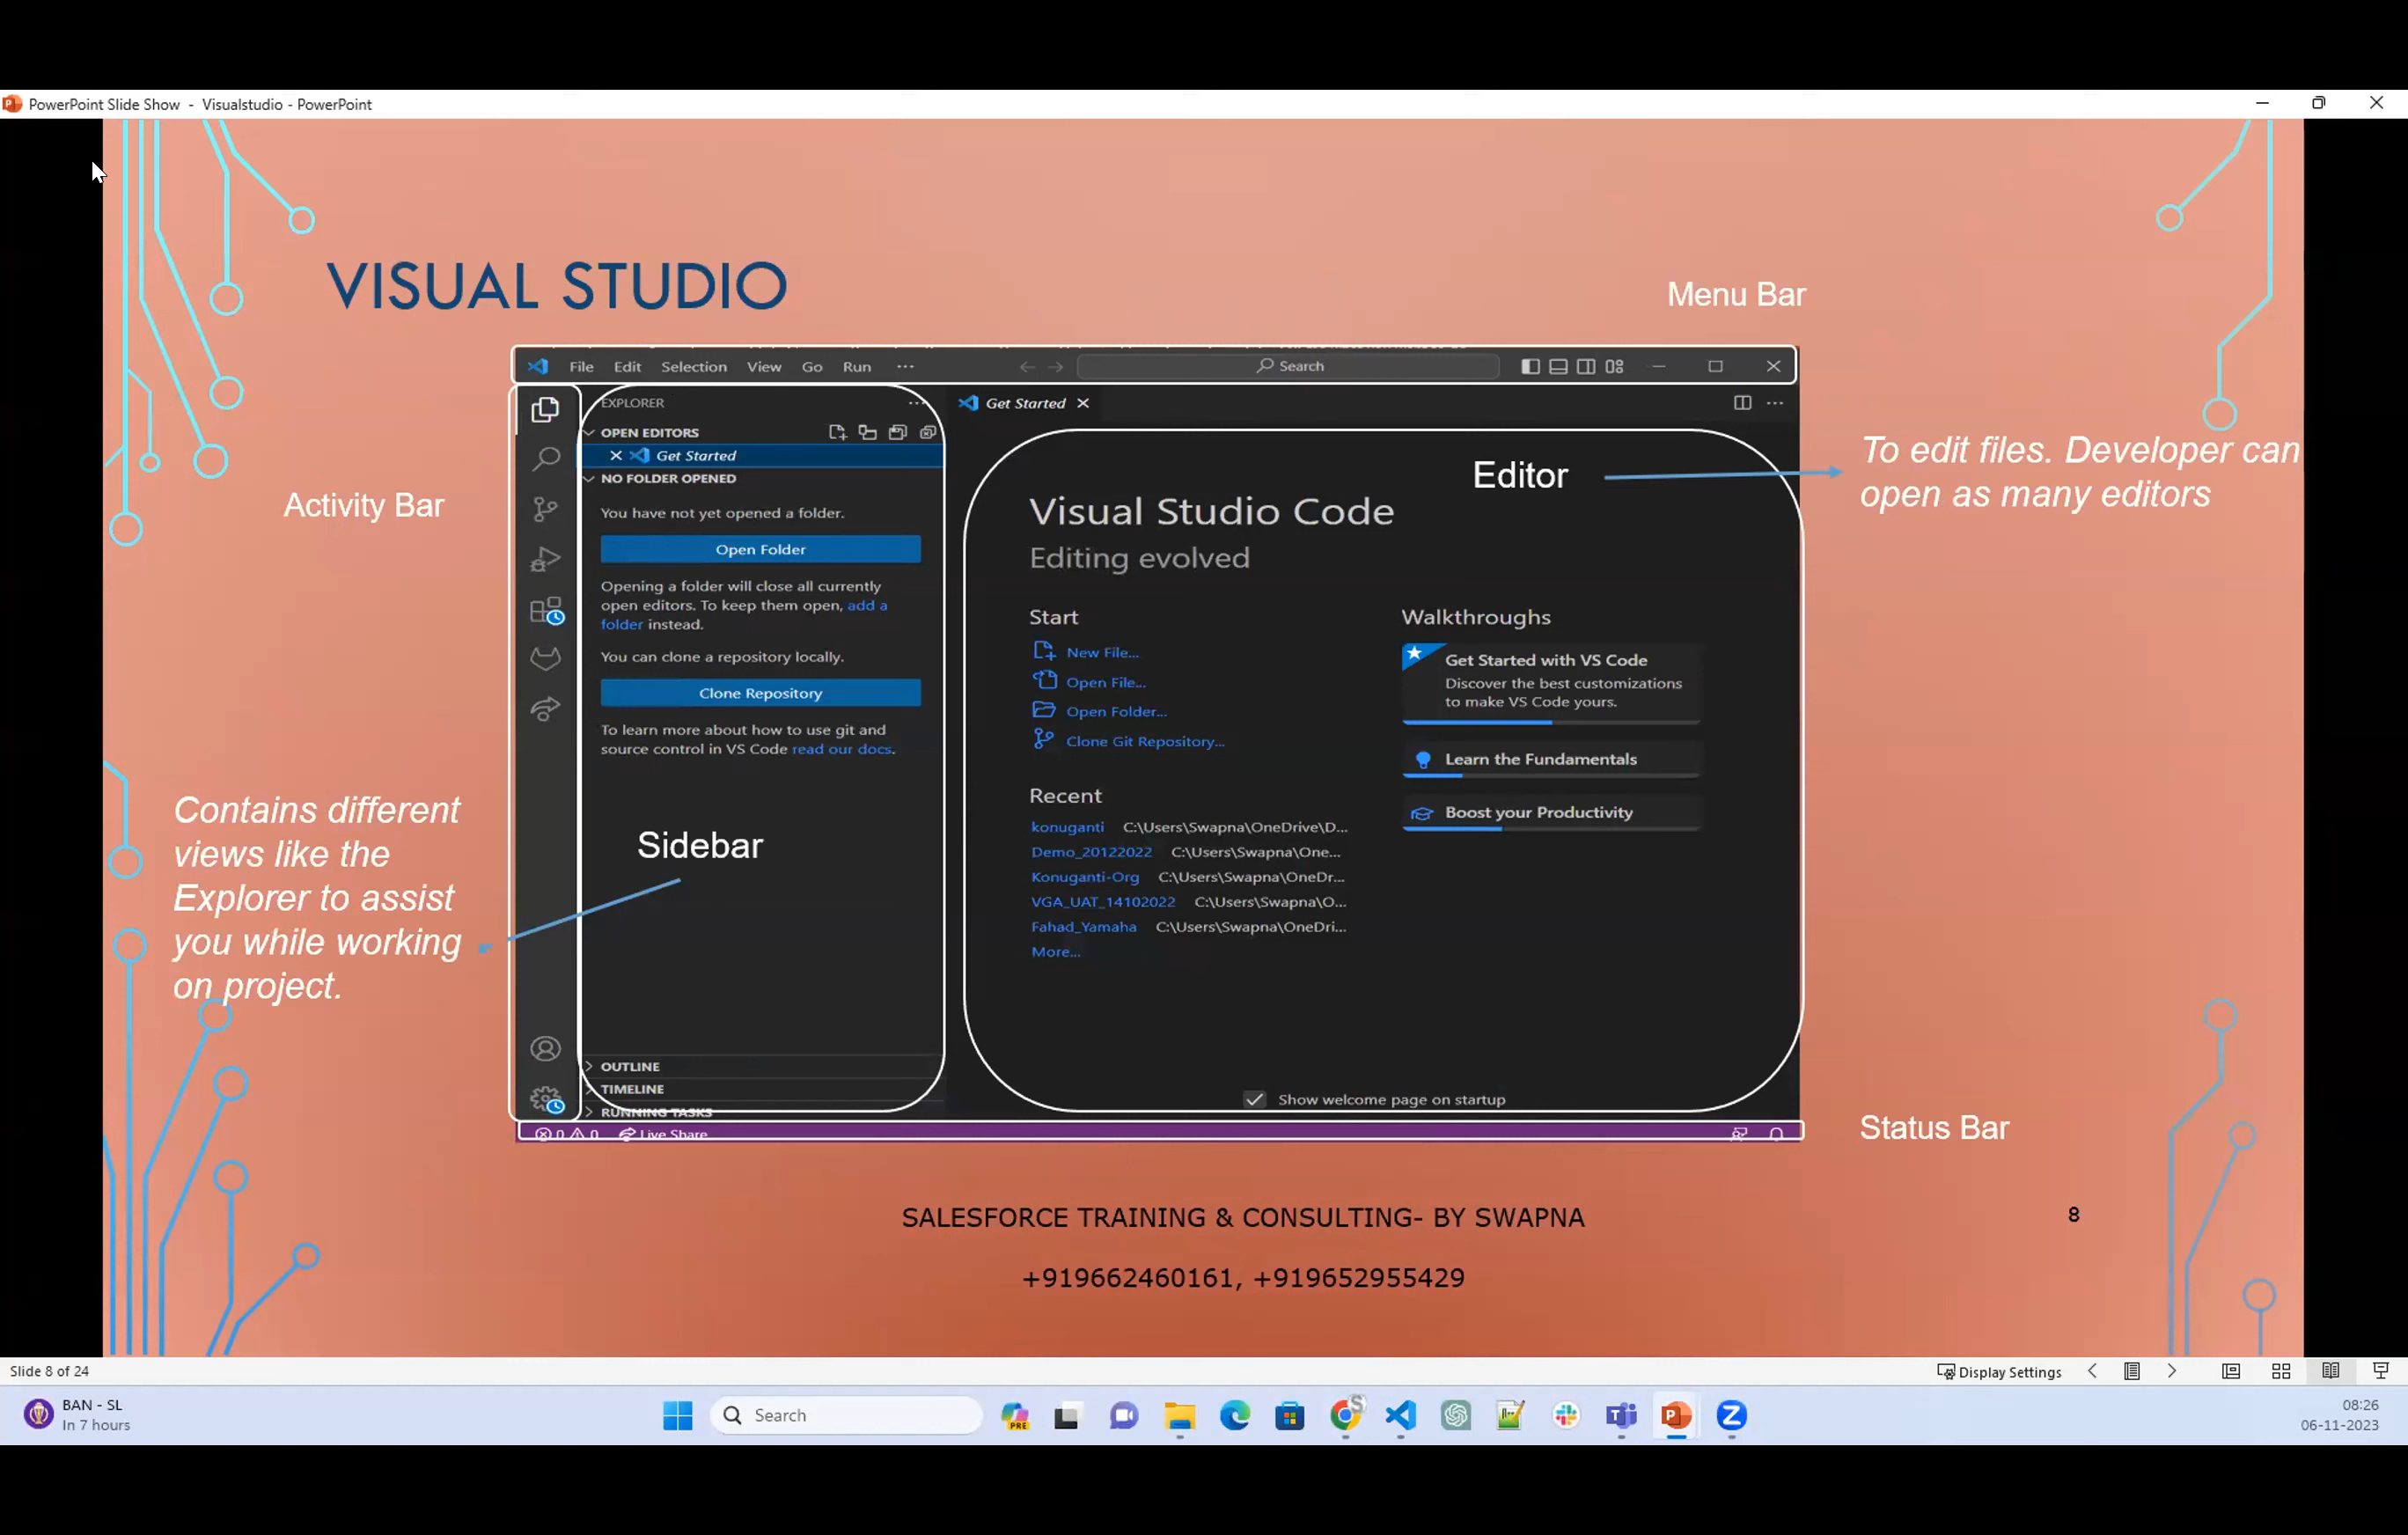 PowerPoint Slide Show - Visualstudio - PowerPoint
VISUAL STUDIO
Menu Bar
File Edit Selection View Go Run ··· Search
EXPLORER ···
OPEN EDITORS
Get Started
NO FOLDER OPENED
You have not yet opened a folder.
Open Folder
Opening a folder will close all currently
open editors. To keep them open, add a
folder instead.
You can clone a repository locally.
Clone Repository
To learn more about how to use git and
source control in VS Code read our docs.
Sidebar
OUTLINE
TIMELINE
RUNNING TASKS
Get Started
Editor
Visual Studio Code
Editing evolved
Start
New File...
Open File...
Open Folder...
Clone Git Repository...
Recent
konuganti C:\Users\Swapna\OneDrive\D...
Demo_20122022 C:\Users\Swapna\One...
Konuganti-Org C:\Users\Swapna\OneDr...
VGA_UAT_14102022 C:\Users\Swapna\O...
Fahad_Yamaha C:\Users\Swapna\OneDri...
More...
Walkthroughs
Get Started with VS Code
Discover the best customizations
to make VS Code yours.
Learn the Fundamentals
Boost your Productivity
Show welcome page on startup
0 0 Live Share
Activity Bar
Contains different
views like the
Explorer to assist
you while working
on project.
To edit files. Developer can
open as many editors
Status Bar
SALESFORCE TRAINING & CONSULTING- BY SWAPNA
8
+919662460161, +919652955429
Slide 8 of 24
Display Settings
BAN - SL
In 7 hours
Search
PRE
08:26
06-11-2023